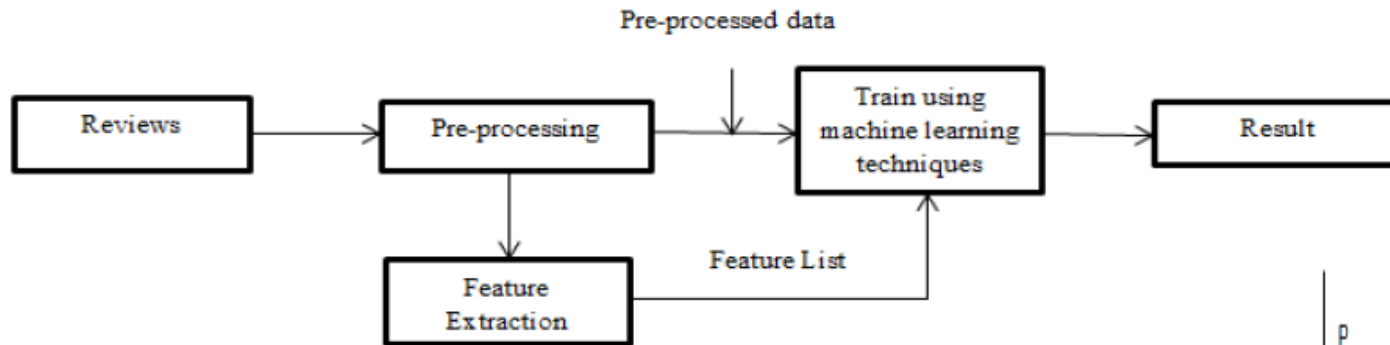 Pre-processed data
Reviews
Pre-processing
Train using
machine learning
techniques
Result
Feature List
Feature
Extraction
p